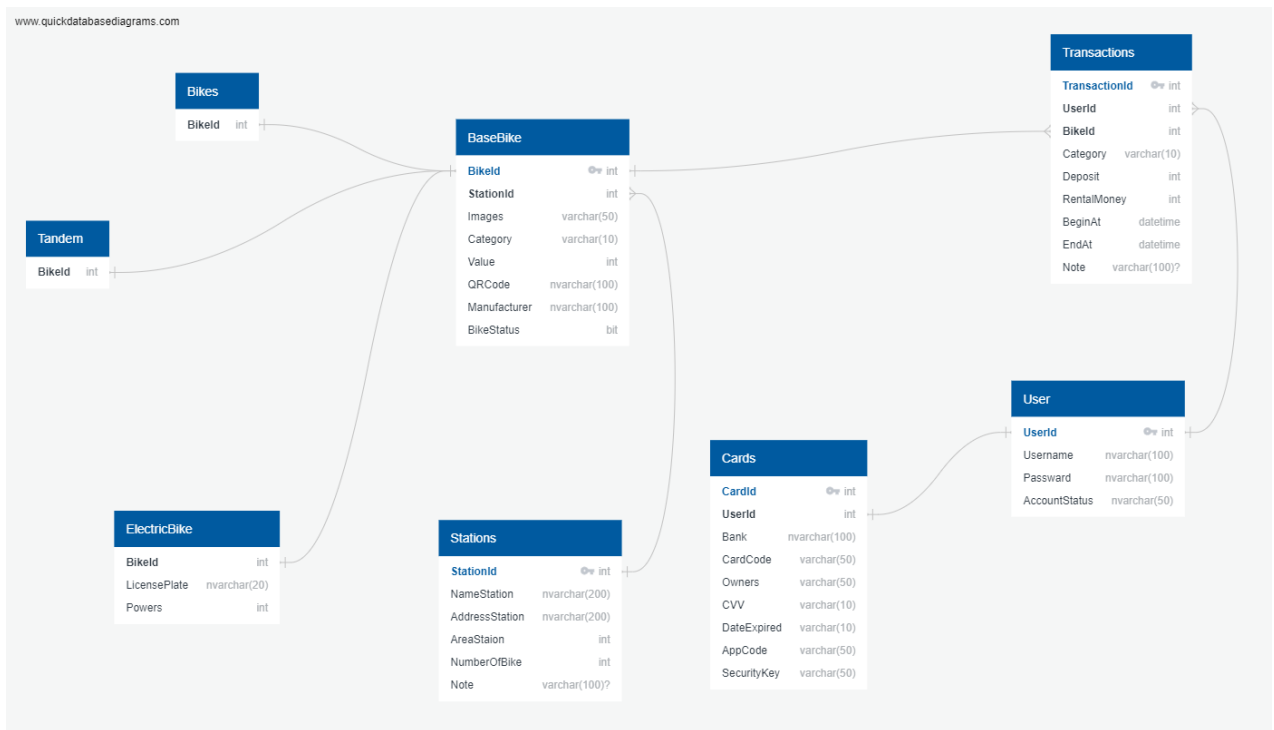 www.quickdatabasediagrams.com
Bikes
BikeId int
Tandem
BikeId int
ElectricBike
BikeId int
LicensePlate nvarchar(20)
Powers int
BaseBike
BikeId int
StationId int
Images varchar(50)
Category varchar(10)
Value int
QRCode nvarchar(100)
Manufacturer nvarchar(100)
BikeStatus bit
Stations
StationId int
NameStation nvarchar(200)
AddressStation nvarchar(200)
AreaStaion int
NumberOfBike int
Note varchar(100)?
Cards
CardId int
UserId int
Bank nvarchar(100)
CardCode varchar(50)
Owners varchar(50)
CVV varchar(10)
DateExpired varchar(10)
AppCode varchar(50)
SecurityKey varchar(50)
Transactions
TransactionId int
UserId int
BikeId int
Category varchar(10)
Deposit int
RentalMoney int
BeginAt datetime
EndAt datetime
Note varchar(100)?
User
UserId int
Username nvarchar(100)
Passward nvarchar(100)
AccountStatus nvarchar(50)